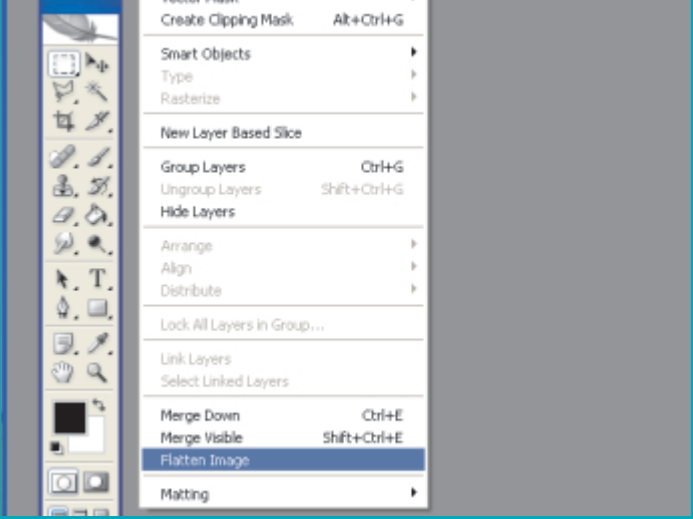 Vector Mask
Create Clipping Mask Alt+Ctrl+G
Smart Objects
Type
Rasterize
New Layer Based Slice
Group Layers Ctrl+G
Ungroup Layers Shift+Ctrl+G
Hide Layers
Arrange
Align
Distribute
Lock All Layers in Group...
Link Layers
Select Linked Layers
Merge Down Ctrl+E
Merge Visible Shift+Ctrl+E
Flatten Image
Matting